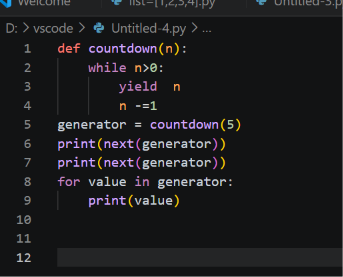 Welcome list=[1,2,3,4].py Untitled-3.p
D: > vscode > Untitled-4.py > ...
1 def countdown(n):
2     while n>0:
3         yield  n
4         n -=1
5 generator = countdown(5)
6 print(next(generator))
7 print(next(generator))
8 for value in generator:
9     print(value)
10
11
12